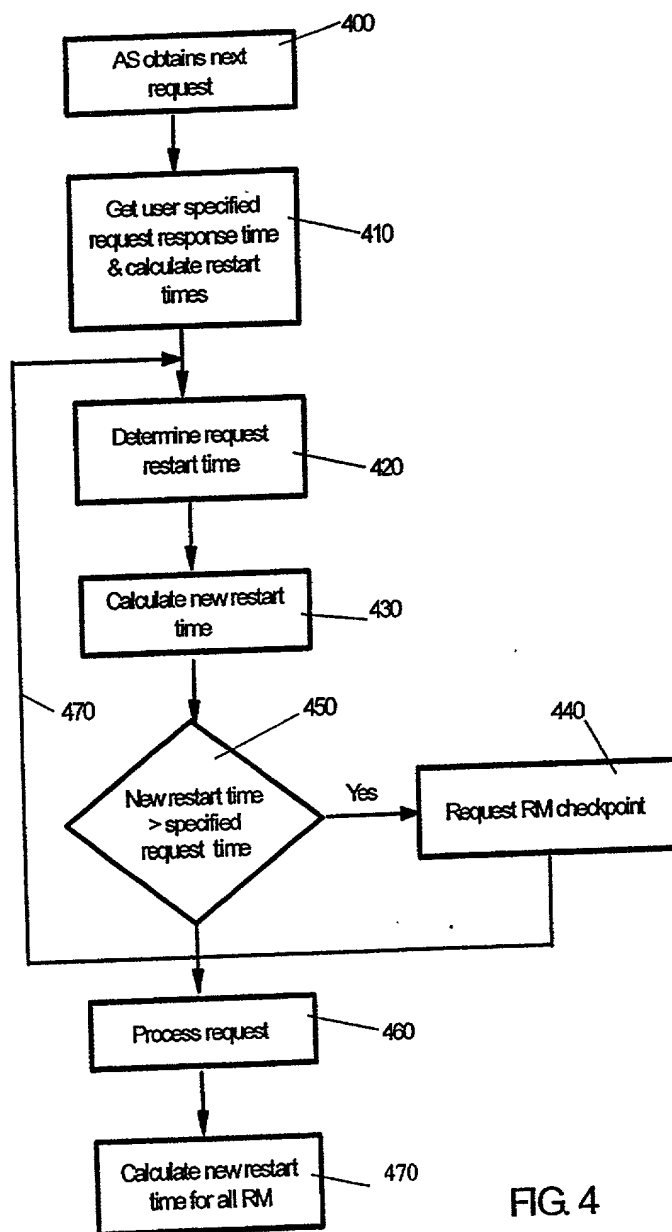 400
AS obtains next
request
Get user specified
request response time
& calculate restart
times
410
Determine request
restart time
420
Calculate new restart
time
430
470
450
440
New restart time
> specified
request time
Yes
Request RM checkpoint
Process request
460
Calculate new restart
time for all RM
470
FIG. 4